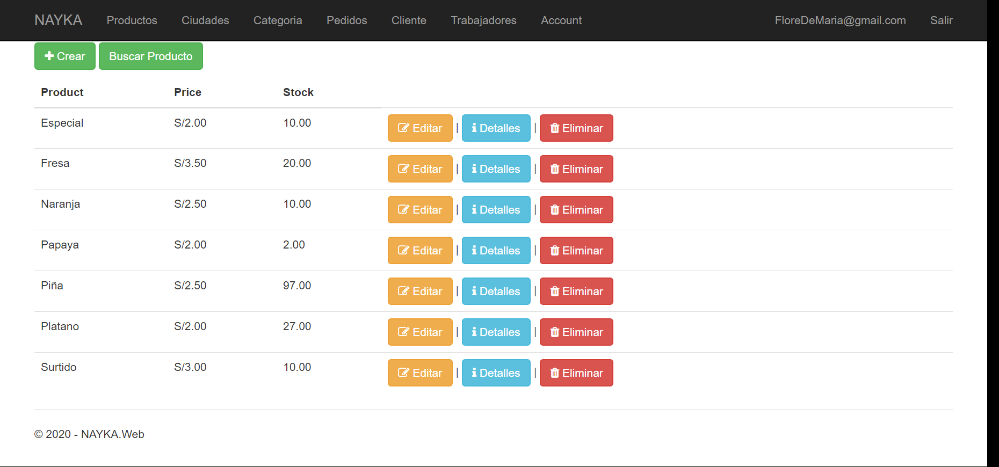 NAYKA Productos Ciudades Categoria Pedidos Cliente Trabajadores Account FloreDeMaria@gmail.com Salir
Crear Buscar Producto
Product Price Stock
Especial S/2.00 10.00 Editar | Detalles | Eliminar
Fresa S/3.50 20.00 Editar | Detalles | Eliminar
Naranja S/2.50 10.00 Editar | Detalles | Eliminar
Papaya S/2.00 2.00 Editar | Detalles | Eliminar
Piña S/2.50 97.00 Editar | Detalles | Eliminar
Platano S/2.00 27.00 Editar | Detalles | Eliminar
Surtido S/3.00 10.00 Editar | Detalles | Eliminar
© 2020 - NAYKA.Web